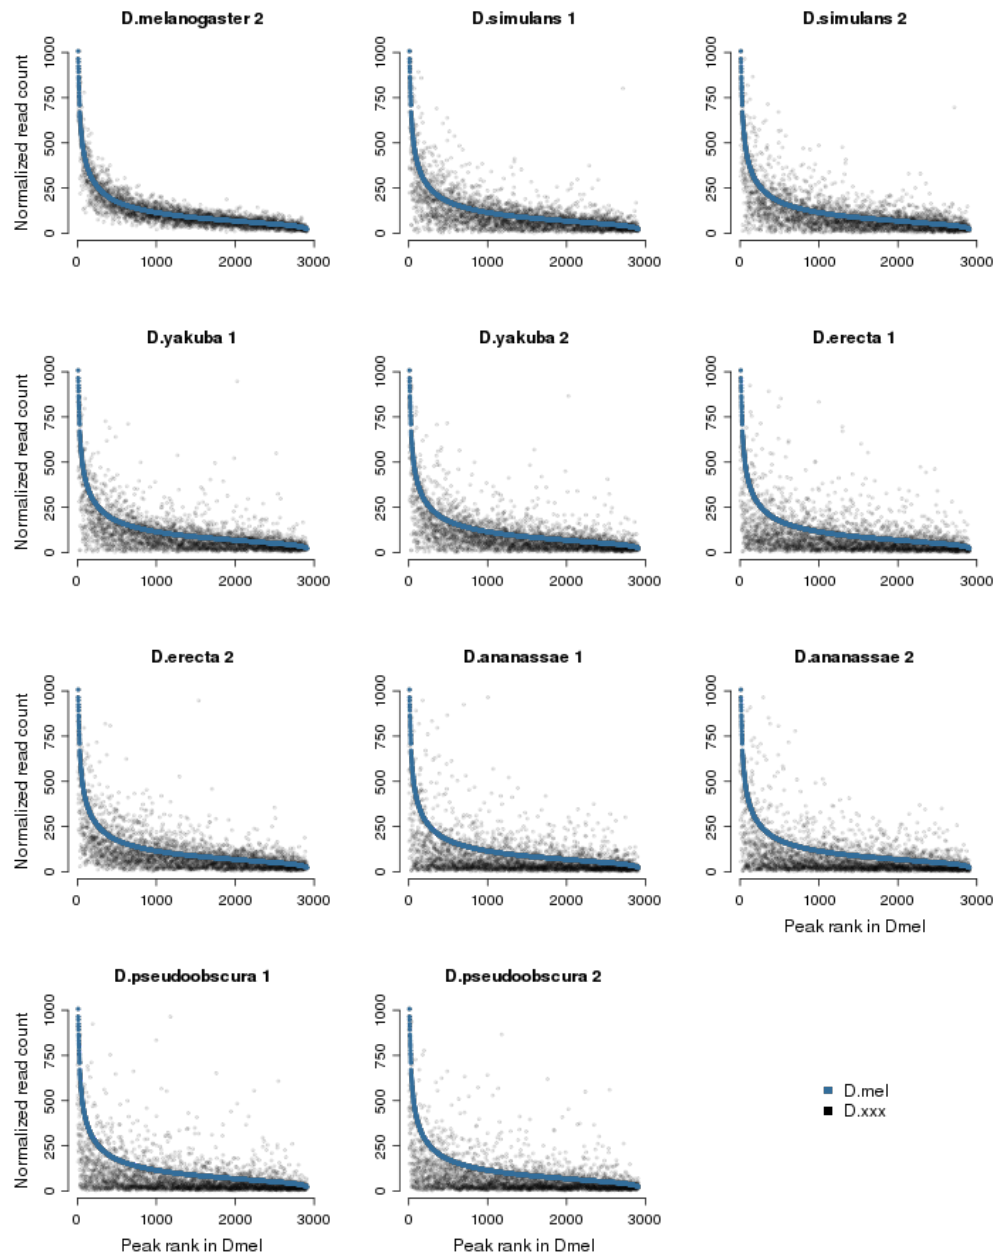 D.melanogaster 2
D.simulans 1
D.simulans 2
Normalized read count
0 250 500 750 1000
0 1000 2000 3000
0 250 500 750 1000
0 1000 2000 3000
0 250 500 750 1000
0 1000 2000 3000
D.yakuba 1
D.yakuba 2
D.erecta 1
Normalized read count
0 250 500 750 1000
0 1000 2000 3000
0 250 500 750 1000
0 1000 2000 3000
0 250 500 750 1000
0 1000 2000 3000
D.erecta 2
D.ananassae 1
D.ananassae 2
Normalized read count
0 250 500 750 1000
0 1000 2000 3000
0 250 500 750 1000
0 1000 2000 3000
0 250 500 750 1000
0 1000 2000 3000
Peak rank in Dmel
D.pseudoobscura 1
D.pseudoobscura 2
Normalized read count
0 250 500 750 1000
0 1000 2000 3000
Peak rank in Dmel
0 250 500 750 1000
0 1000 2000 3000
Peak rank in Dmel
D.mel
D.xxx